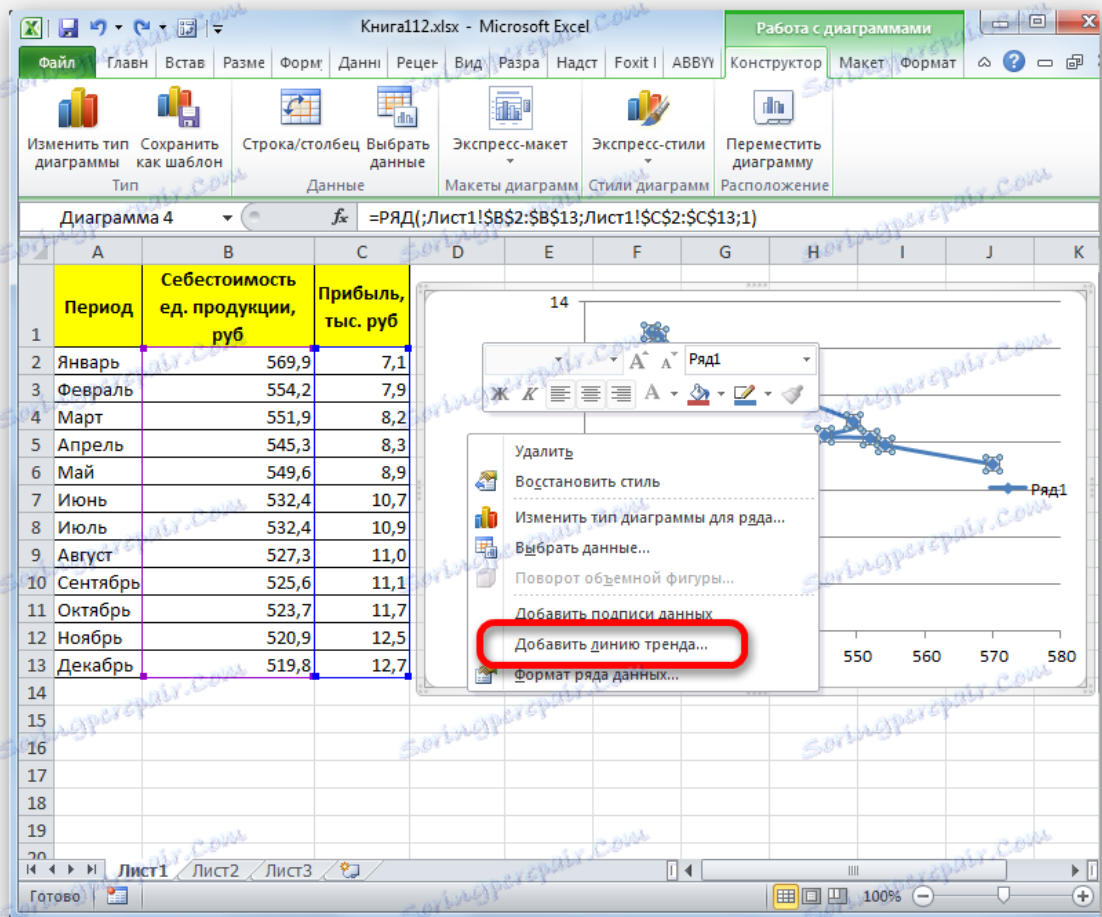 Книга112.xlsx - Microsoft Excel
Работа с диаграммами
Файл Главн Встав Разме Форм Данні Рецен Вид Разра Надст Foxit I ABBYY Конструктор Макет Формат
Изменить тип диаграммы
Сохранить как шаблон
Строка/столбец
Выбрать данные
Экспресс-макет
Экспресс-стили
Переместить диаграмму
Тип Данные Макеты диаграмм Стили диаграмм Расположение
Диаграмма 4 fx =РЯД(;Лист1!$B$2:$B$13;Лист1!$C$2:$C$13;1)
A B C D E F G H I J K
1 Период Себестоимость ед. продукции, руб Прибыль, тыс. руб
2 Январь 569,9 7,1
3 Февраль 554,2 7,9
4 Март 551,9 8,2
5 Апрель 545,3 8,3
6 Май 549,6 8,9
7 Июнь 532,4 10,7
8 Июль 532,4 10,9
9 Август 527,3 11,0
10 Сентябрь 525,6 11,1
11 Октябрь 523,7 11,7
12 Ноябрь 520,9 12,5
13 Декабрь 519,8 12,7
14
15
16
17
18
19
20
14
Ряд1
Ж К A
Удалить
Восстановить стиль
Изменить тип диаграммы для ряда...
Выбрать данные...
Поворот объемной фигуры...
Добавить подписи данных
Добавить линию тренда...
Формат ряда данных...
Ряд1
550 560 570 580
Лист1 Лист2 Лист3
Готово 100%
Soringpcrepair.com